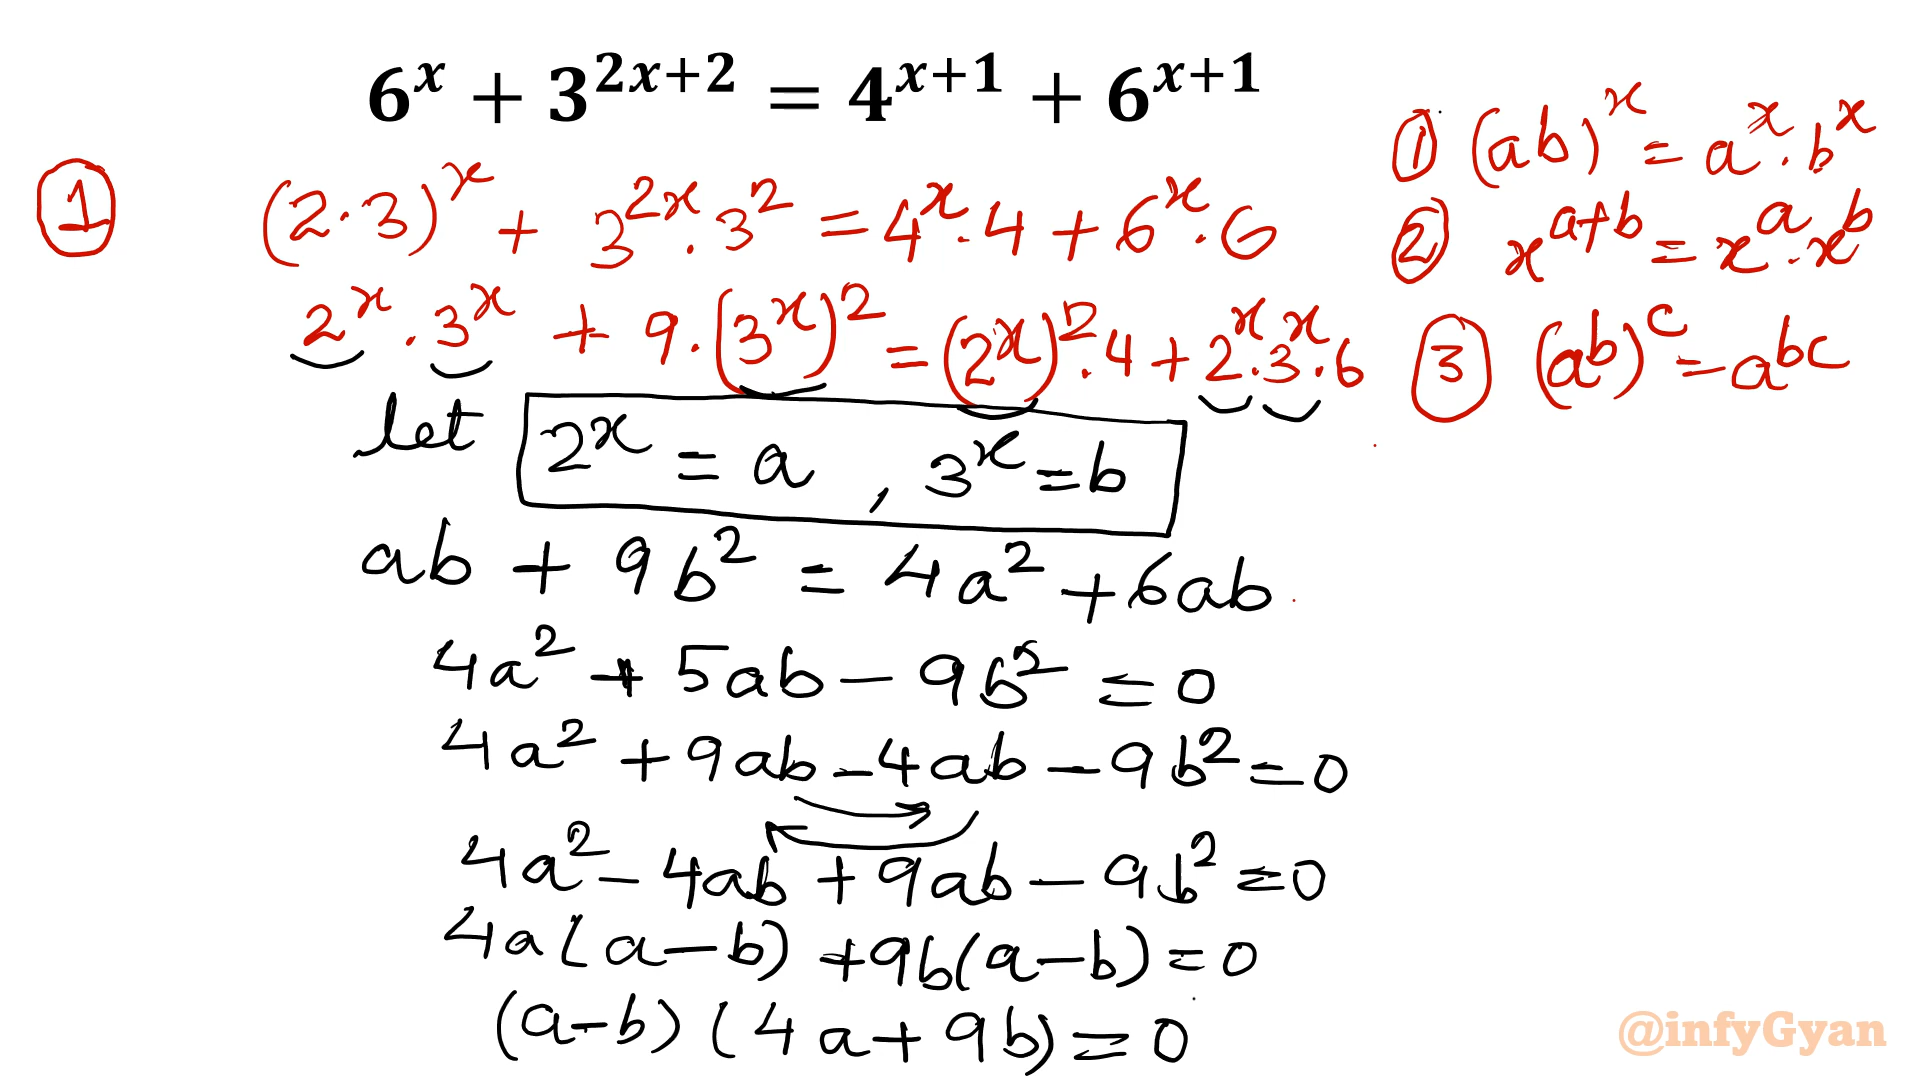 6^x + 3^{2x+2} = 4^{x+1} + 6^{x+1}
① (2·3)^x + 3^{2x}·3^2 = 4^x·4 + 6^x·6
2^x·3^x + 9·(3^x)^2 = (2^x)^2·4 + 2^x·3^x·6
let 2^x = a , 3^x = b
ab + 9b^2 = 4a^2 + 6ab
4a^2 + 5ab - 9b^2 = 0
4a^2 + 9ab - 4ab - 9b^2 = 0
4a^2 - 4ab + 9ab - 9b^2 = 0
4a(a-b) + 9b(a-b) = 0
(a-b)(4a+9b) = 0
① (ab)^x = a^x·b^x
② x^{a+b} = x^a·x^b
③ (a^b)^c = a^{bc}
@infyGyan